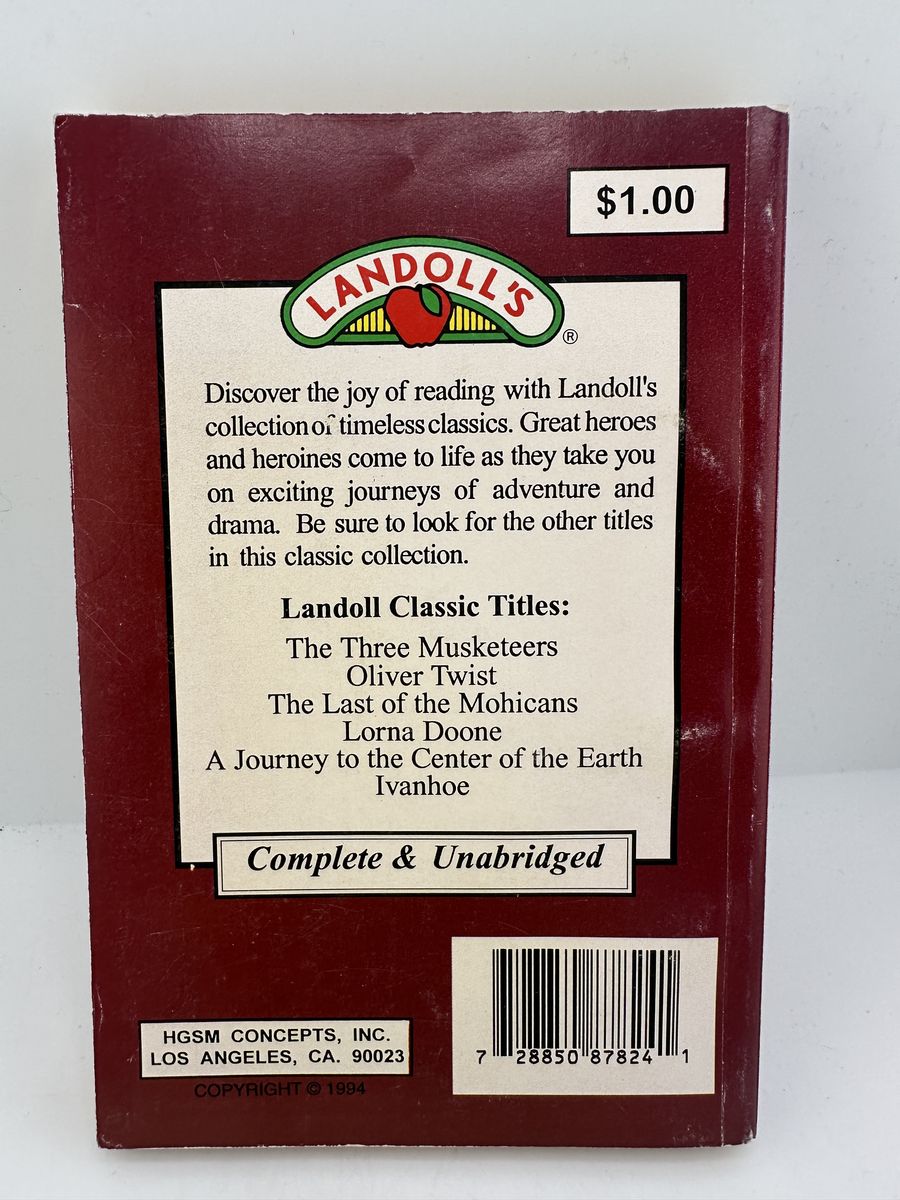 $1.00
LANDOLL'S
®
Discover the joy of reading with Landoll's
collection of timeless classics. Great heroes
and heroines come to life as they take you
on exciting journeys of adventure and
drama. Be sure to look for the other titles
in this classic collection.
Landoll Classic Titles:
The Three Musketeers
Oliver Twist
The Last of the Mohicans
Lorna Doone
A Journey to the Center of the Earth
Ivanhoe
Complete & Unabridged
HGSM CONCEPTS, INC.
LOS ANGELES, CA. 90023
COPYRIGHT © 1994
7 28850 87824 1